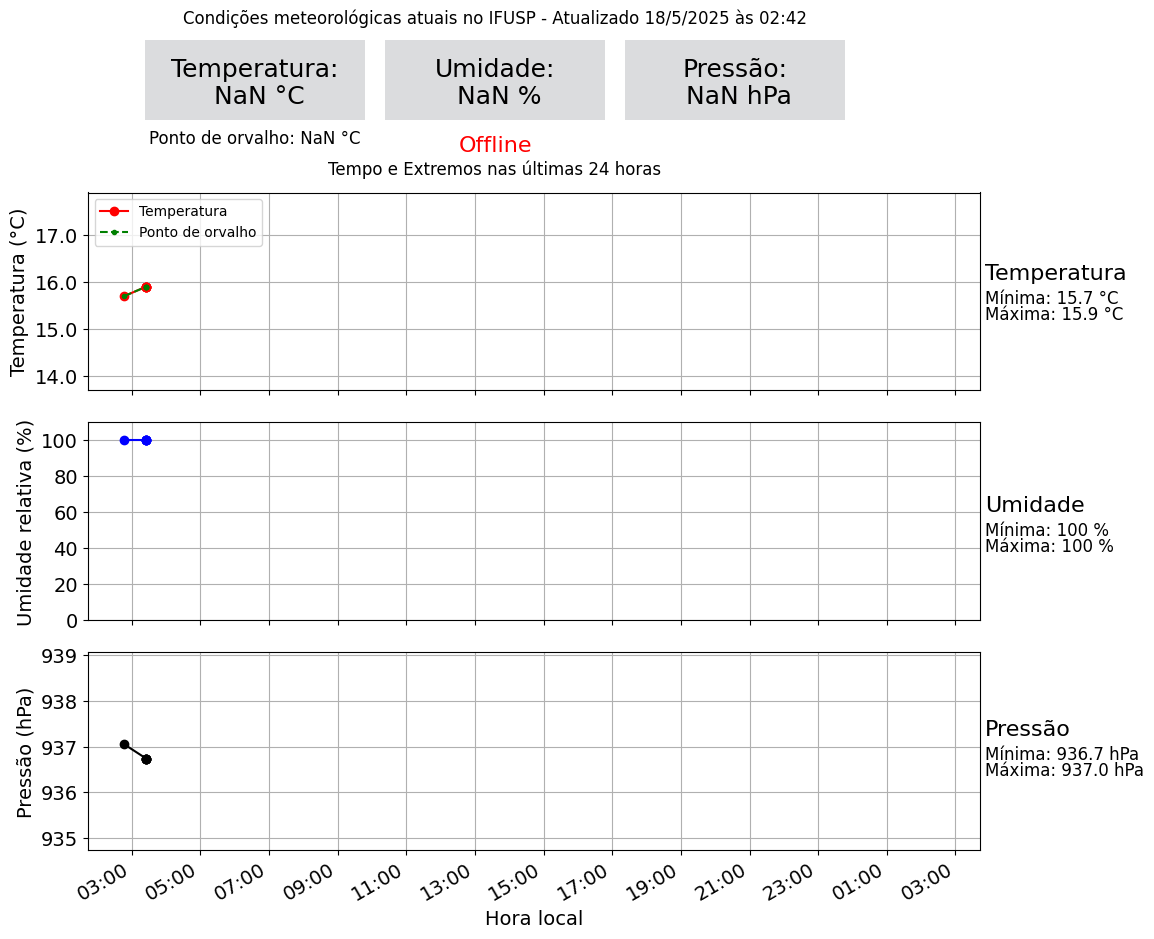 Condições meteorológicas atuais no IFUSP - Atualizado 18/5/2025 às 02:42
Temperatura:
NaN °C
Umidade:
NaN %
Pressão:
NaN hPa
Ponto de orvalho: NaN °C
Offline
Tempo e Extremos nas últimas 24 horas
Temperatura (°C)
17.0
16.0
15.0
14.0
Temperatura
Ponto de orvalho
Temperatura
Mínima: 15.7 °C
Máxima: 15.9 °C
Umidade relativa (%)
100
80
60
40
20
0
Umidade
Mínima: 100 %
Máxima: 100 %
Pressão (hPa)
939
938
937
936
935
Pressão
Mínima: 936.7 hPa
Máxima: 937.0 hPa
03:00 05:00 07:00 09:00 11:00 13:00 15:00 17:00 19:00 21:00 23:00 01:00 03:00
Hora local